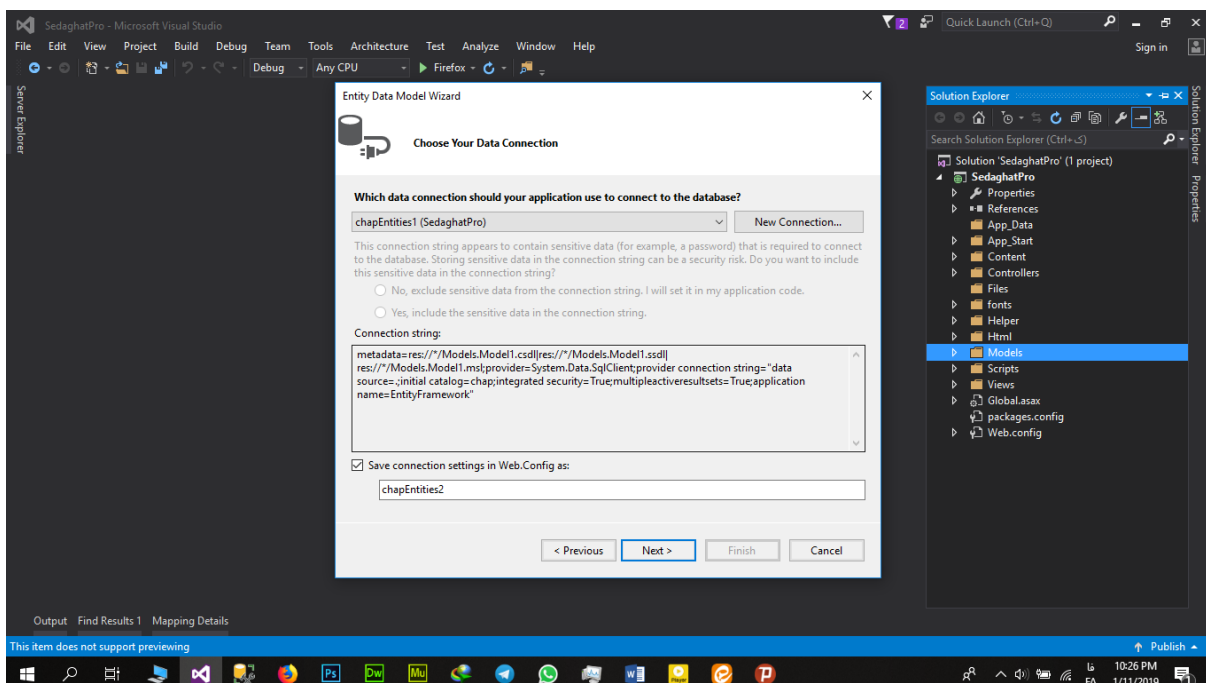 SedaghatPro - Microsoft Visual Studio
2
Quick Launch (Ctrl+Q)
File Edit View Project Build Debug Team Tools Architecture Test Analyze Window Help
Sign in
Debug Any CPU Firefox
Server Explorer
Entity Data Model Wizard
Choose Your Data Connection
Which data connection should your application use to connect to the database?
chapEntities1 (SedaghatPro)
New Connection...
This connection string appears to contain sensitive data (for example, a password) that is required to connect
to the database. Storing sensitive data in the connection string can be a security risk. Do you want to include
this sensitive data in the connection string?
No, exclude sensitive data from the connection string. I will set it in my application code.
Yes, include the sensitive data in the connection string.
Connection string:
metadata=res://*/Models.Model1.csdl|res://*/Models.Model1.ssdl|
res://*/Models.Model1.msl;provider=System.Data.SqlClient;provider connection string="data
source=.;initial catalog=chap;integrated security=True;multipleactiveresultsets=True;application
name=EntityFramework"
Save connection settings in Web.Config as:
chapEntities2
< Previous
Next >
Finish
Cancel
Solution Explorer
Search Solution Explorer (Ctrl+ک)
Solution 'SedaghatPro' (1 project)
SedaghatPro
Properties
References
App_Data
App_Start
Content
Controllers
Files
fonts
Helper
Html
Models
Scripts
Views
Global.asax
packages.config
Web.config
Solution Explorer
Properties
Output Find Results 1 Mapping Details
This item does not support previewing
Publish
Ps
Dw
Mu
Player
فا
FA
10:26 PM
1/11/2019